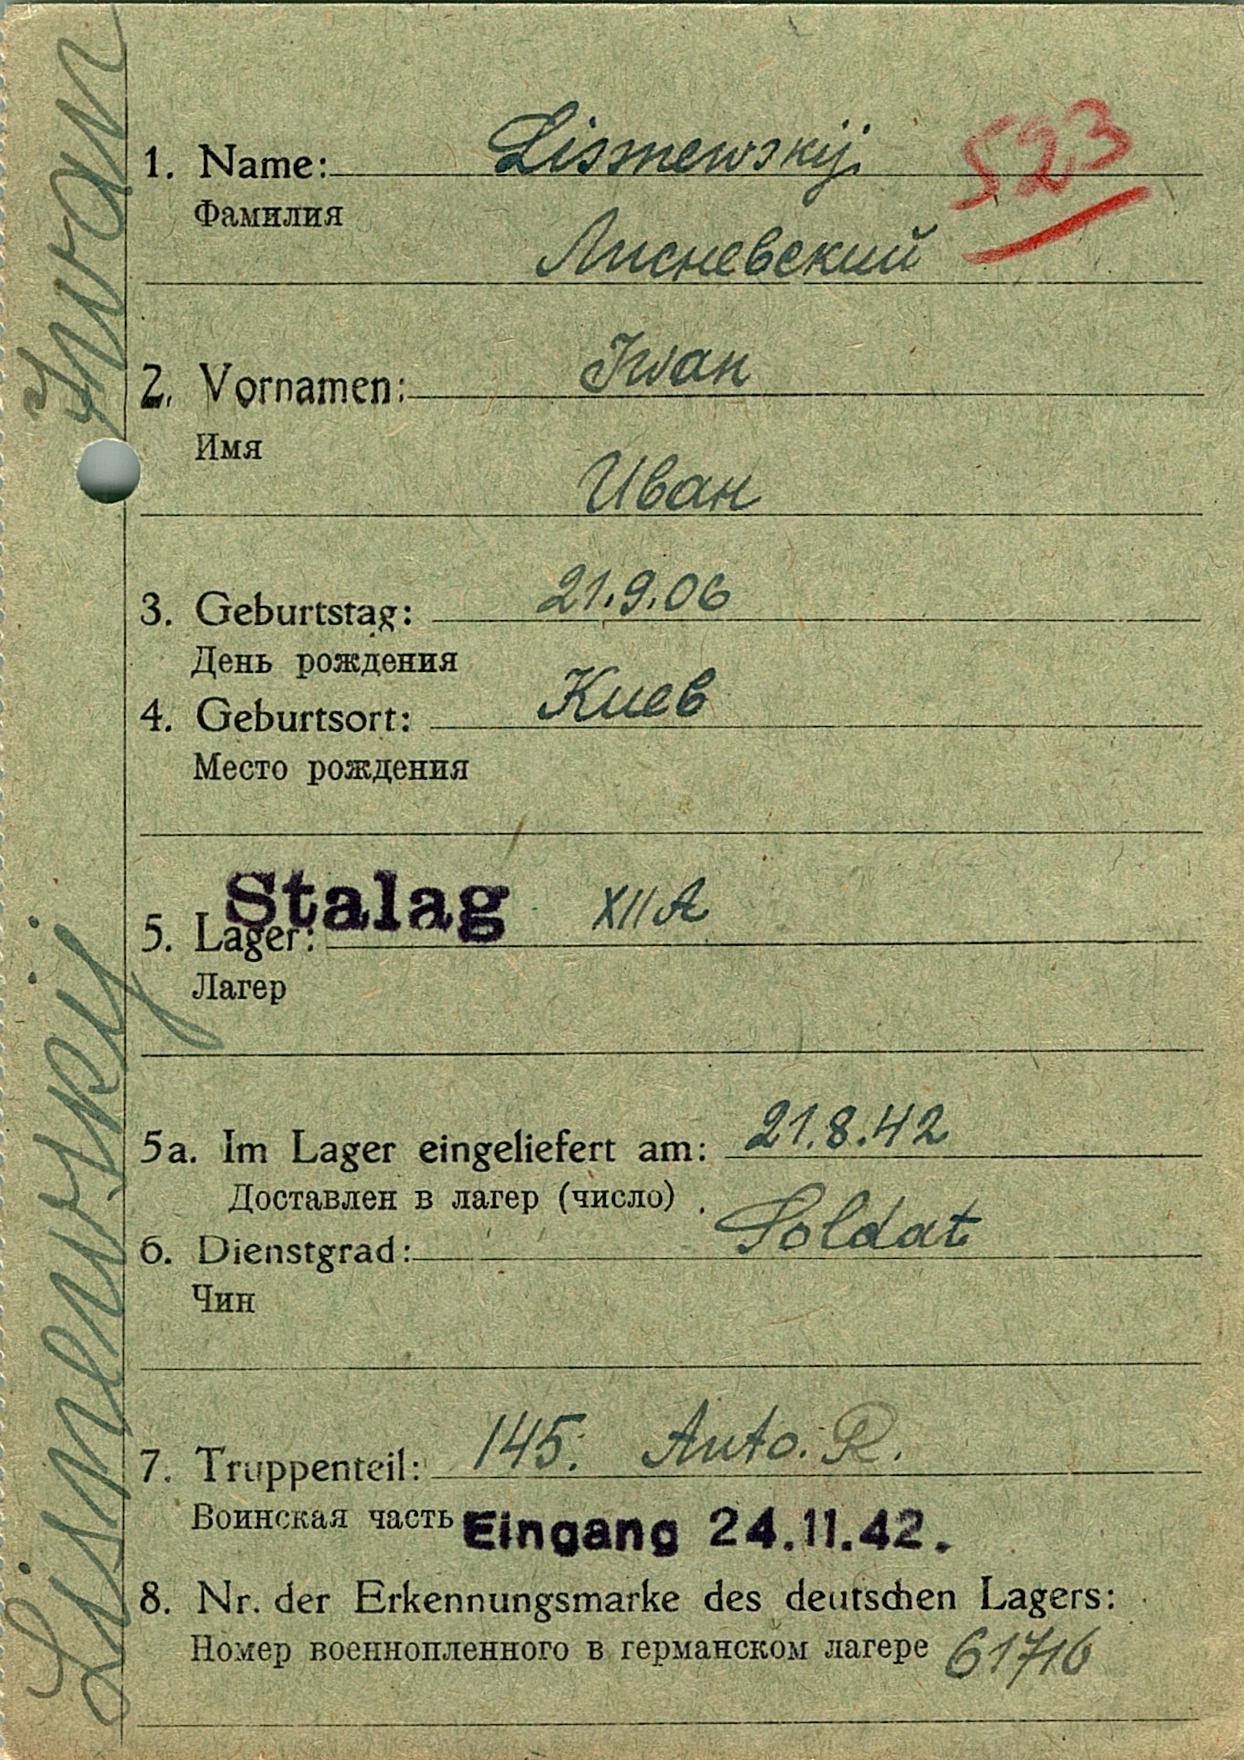 1. Name: Lisnewskij
523
Фамилия
Лисневский
2. Vornamen: Iwan
Имя
Иван
3. Geburtstag: 21.9.06
День рождения
4. Geburtsort: Киев
Место рождения
Stalag XII A
5. Lager:
Лагер
5a. Im Lager eingeliefert am: 21.8.42
Доставлен в лагер (число)
6. Dienstgrad: Soldat
Чин
7. Truppenteil: 145. Auto. R.
Воинская часть Eingang 24.11.42.
8. Nr. der Erkennungsmarke des deutschen Lagers:
Номер военнопленного в германском лагере 61716
Lisnewskij Iwan